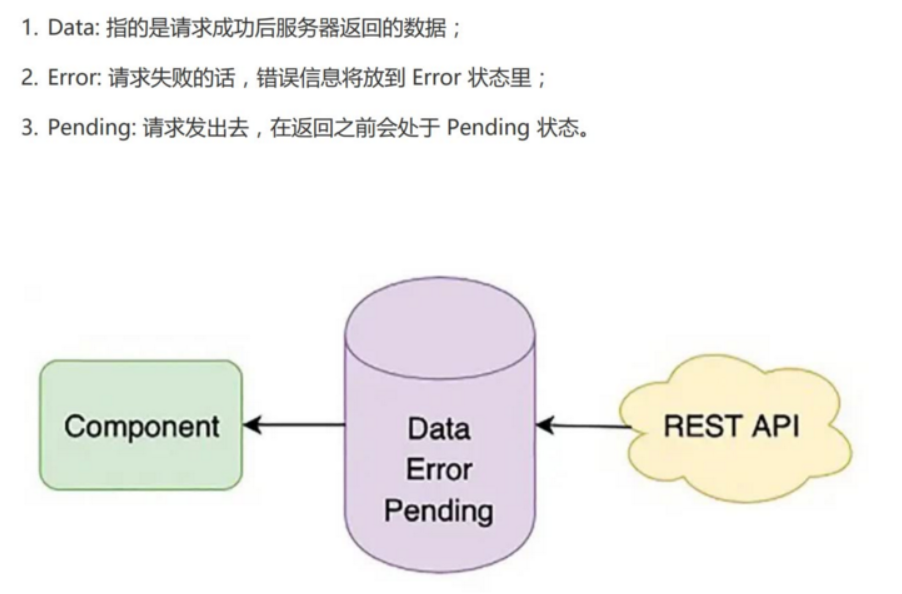 1. Data: 指的是请求成功后服务器返回的数据；
2. Error: 请求失败的话，错误信息将放到 Error 状态里；
3. Pending: 请求发出去，在返回之前会处于 Pending 状态。
Component
Data
Error
Pending
REST API